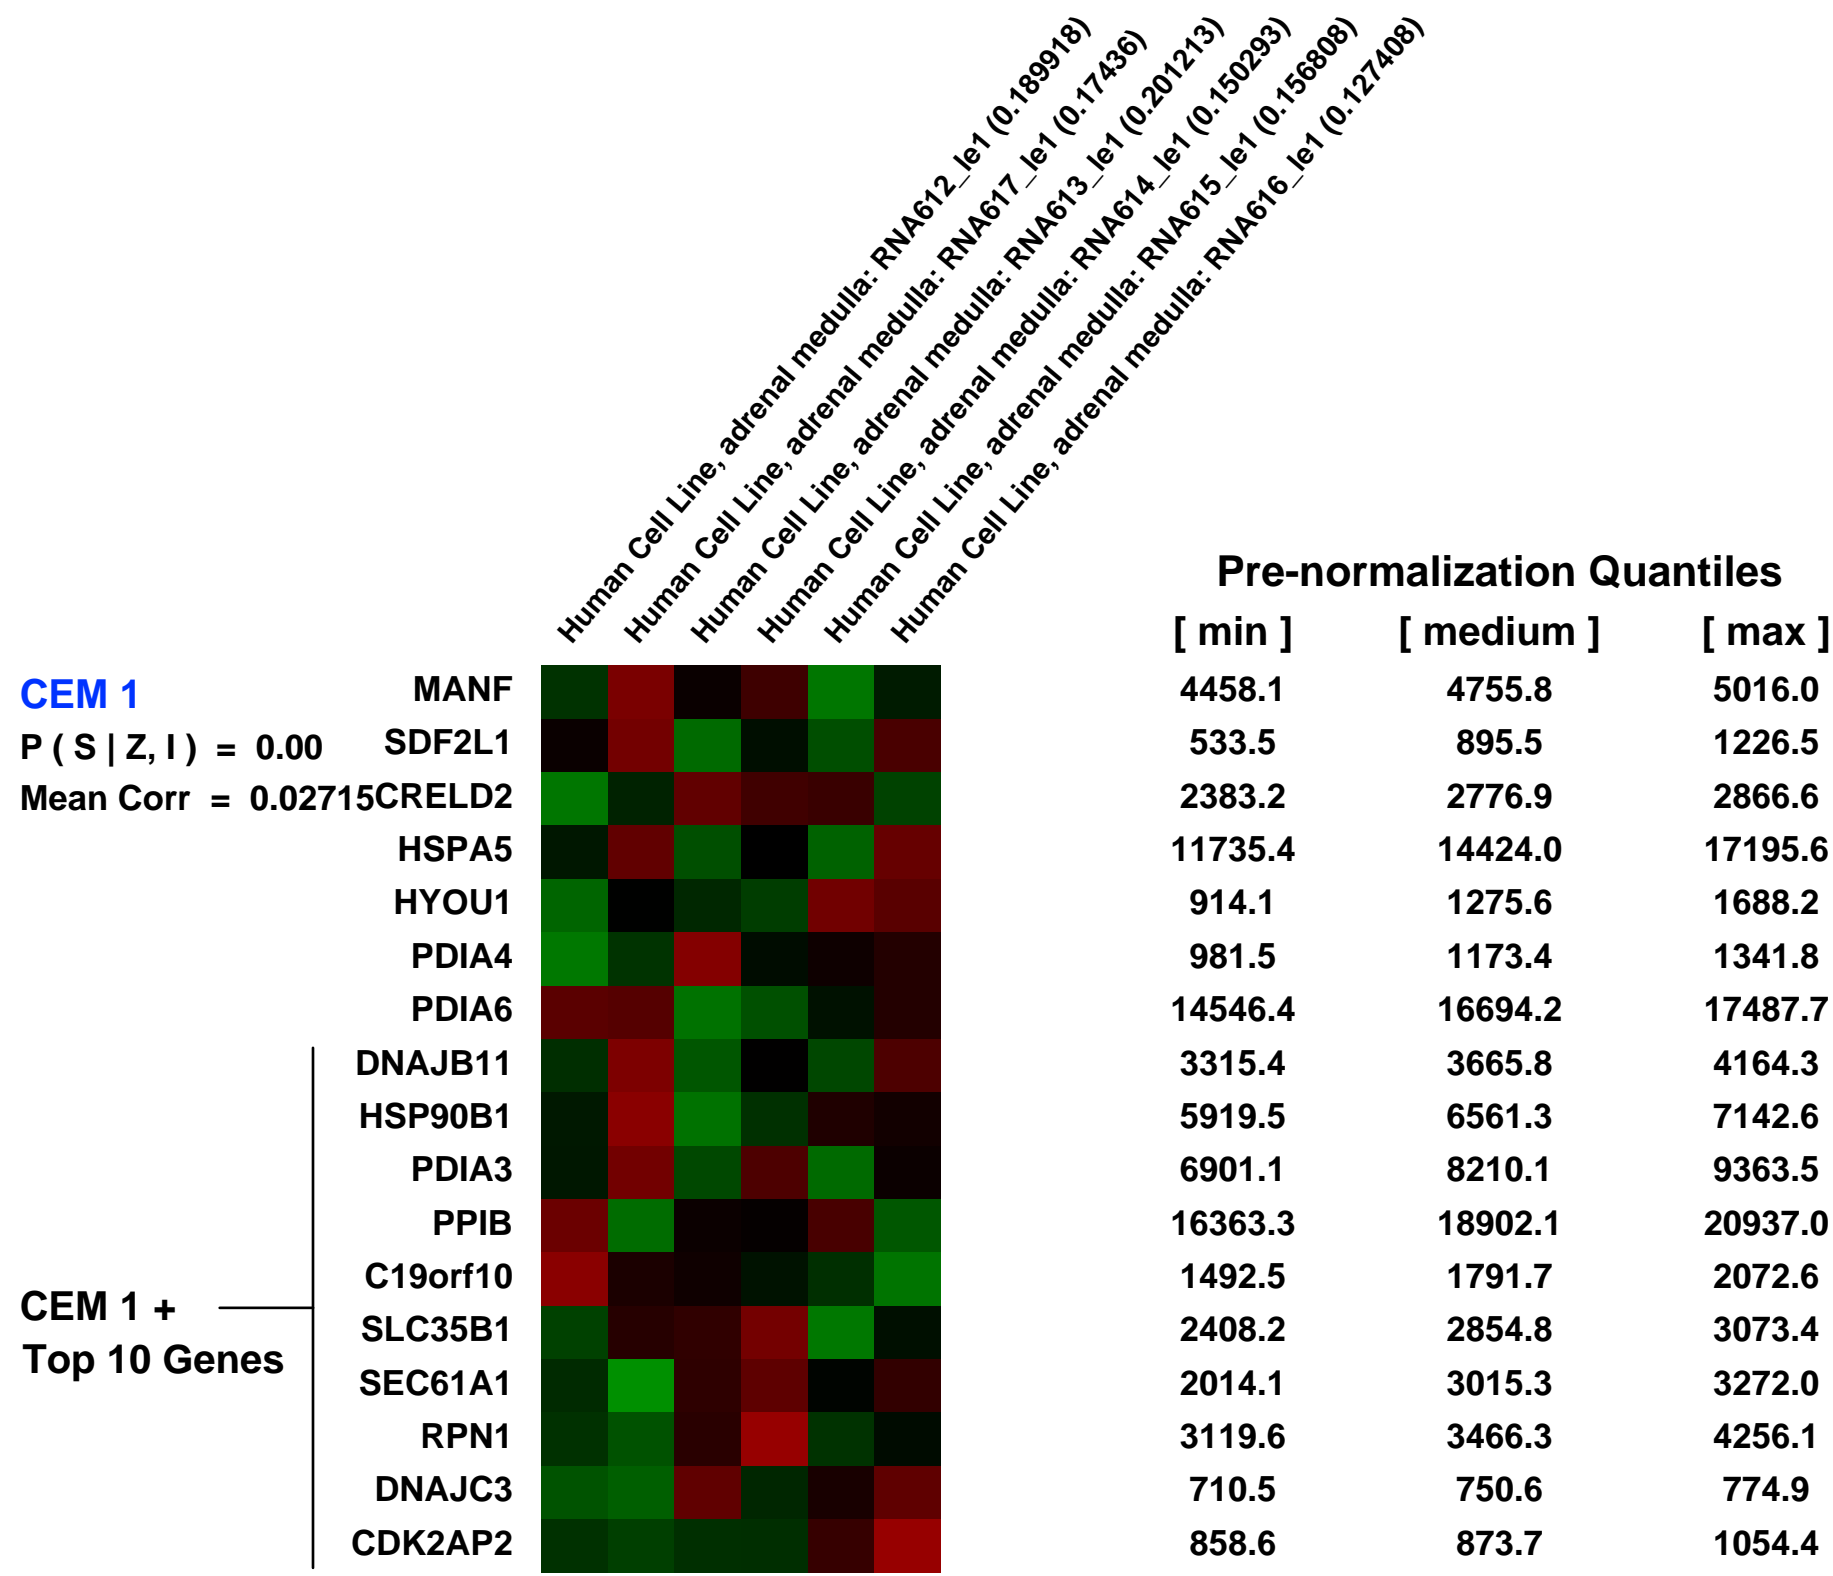 Human Cell Line, adrenal medulla: RNA612_le1 (0.189918)
Human Cell Line, adrenal medulla: RNA617_le1 (0.17436)
Human Cell Line, adrenal medulla: RNA613_le1 (0.201213)
Human Cell Line, adrenal medulla: RNA614_le1 (0.150293)
Human Cell Line, adrenal medulla: RNA615_le1 (0.156808)
Human Cell Line, adrenal medulla: RNA616_le1 (0.127408)
Pre-normalization Quantiles
[ min ] [ medium ] [ max ]
CEM 1 MANF 4458.1 4755.8 5016.0
P ( S | Z, I ) = 0.00 SDF2L1 533.5 895.5 1226.5
Mean Corr = 0.02715 CRELD2 2383.2 2776.9 2866.6
HSPA5 11735.4 14424.0 17195.6
HYOU1 914.1 1275.6 1688.2
PDIA4 981.5 1173.4 1341.8
PDIA6 14546.4 16694.2 17487.7
DNAJB11 3315.4 3665.8 4164.3
HSP90B1 5919.5 6561.3 7142.6
PDIA3 6901.1 8210.1 9363.5
PPIB 16363.3 18902.1 20937.0
C19orf10 1492.5 1791.7 2072.6
CEM 1 +
SLC35B1 2408.2 2854.8 3073.4
Top 10 Genes
SEC61A1 2014.1 3015.3 3272.0
RPN1 3119.6 3466.3 4256.1
DNAJC3 710.5 750.6 774.9
CDK2AP2 858.6 873.7 1054.4